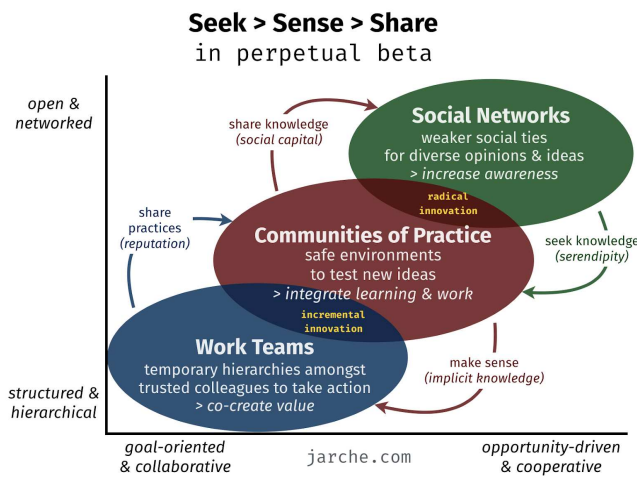 Seek > Sense > Share
in perpetual beta
open &
networked
share knowledge
(social capital)
Social Networks
weaker social ties
for diverse opinions & ideas
> increase awareness
radical
innovation
share
practices
(reputation)
Communities of Practice
safe environments
to test new ideas
> integrate learning & work
seek knowledge
(serendipity)
incremental
innovation
Work Teams
temporary hierarchies amongst
trusted colleagues to take action
> co-create value
make sense
(implicit knowledge)
structured &
hierarchical
goal-oriented
& collaborative
jarche.com
opportunity-driven
& cooperative